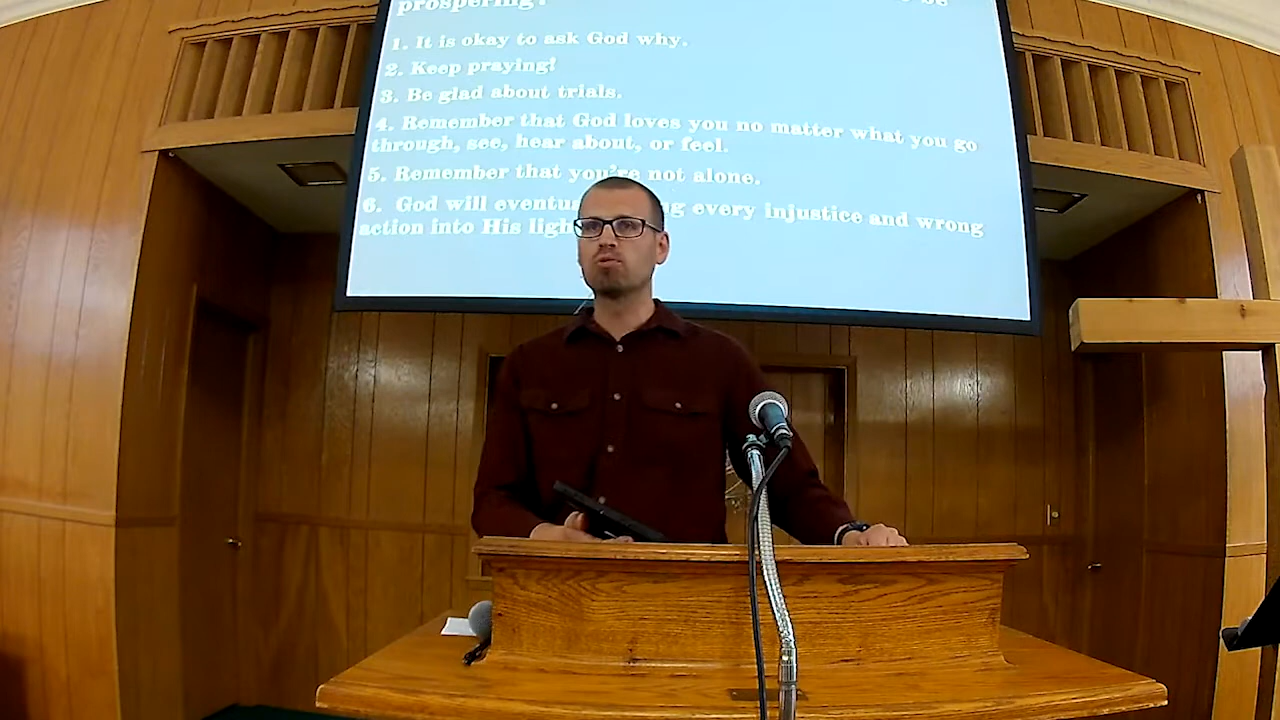 prospering? be
1. It is okay to ask God why.
2. Keep praying!
3. Be glad about trials.
4. Remember that God loves you no matter what you go
through, see, hear about, or feel.
5. Remember that you're not alone.
6. God will every injustice and wrong
action into His